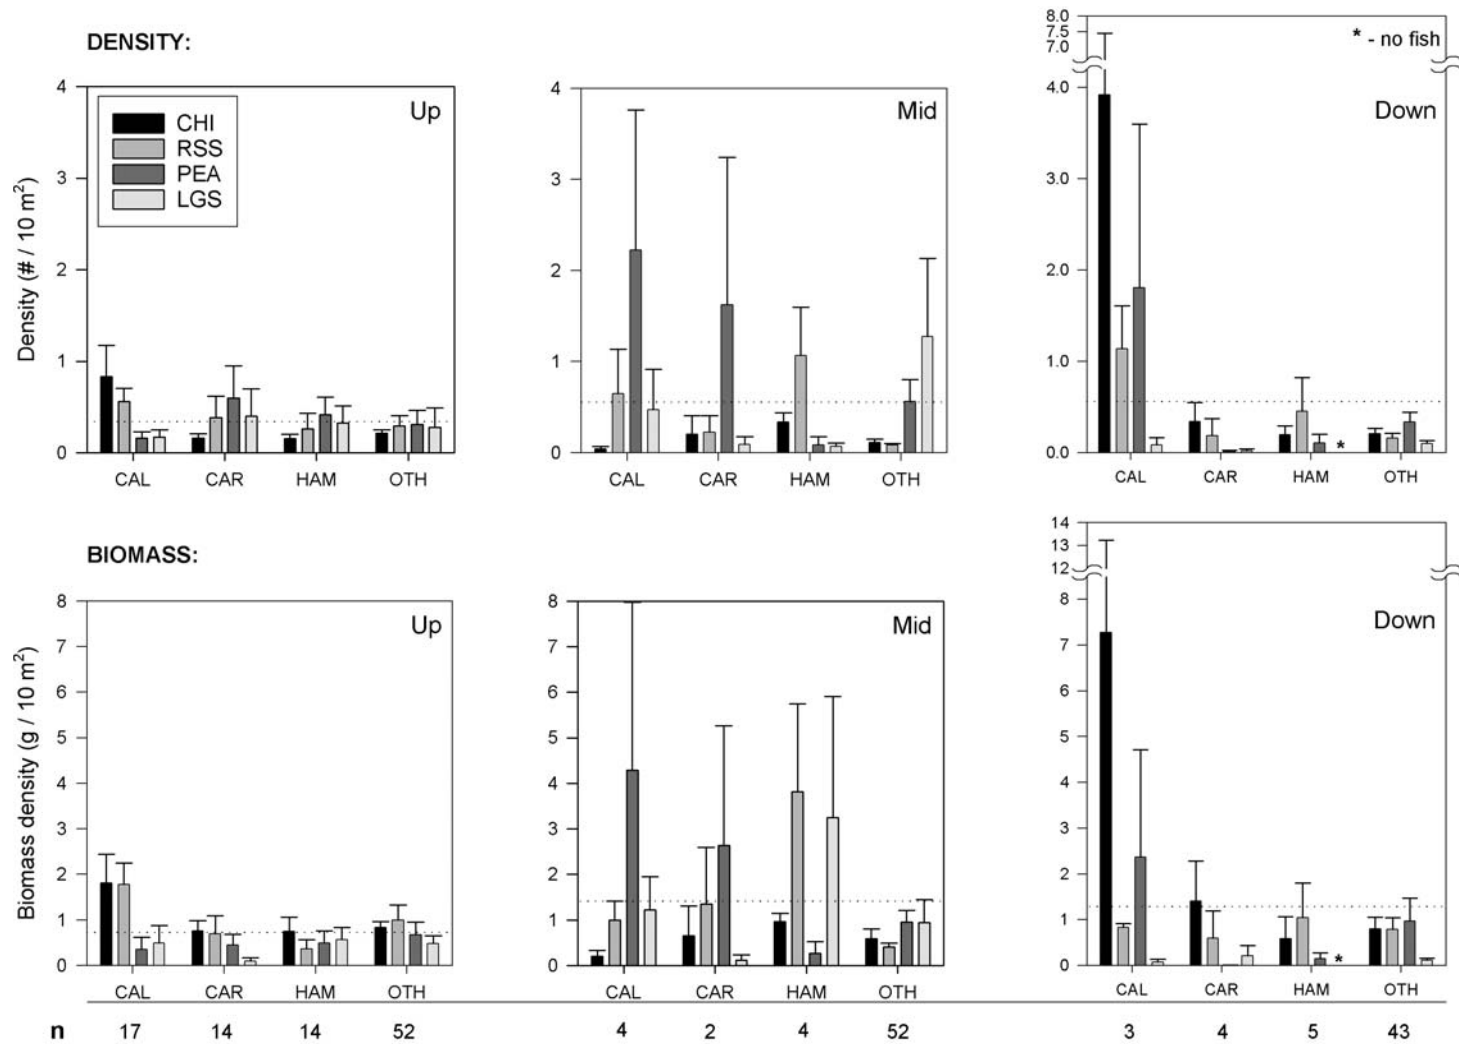 DENSITY:
Density (# / 10 m²)
4
3
2
1
0
CHI
RSS
PEA
LGS
Up
CAL CAR HAM OTH
4
3
2
1
0
Mid
CAL CAR HAM OTH
8.0
7.5
7.0
4.0
3.0
2.0
1.0
0.0
* - no fish
Down
*
CAL CAR HAM OTH
BIOMASS:
Biomass density (g / 10 m²)
8
7
6
5
4
3
2
1
0
Up
CAL CAR HAM OTH
8
7
6
5
4
3
2
1
0
Mid
CAL CAR HAM OTH
14
13
12
8
7
6
5
4
3
2
1
0
Down
*
CAL CAR HAM OTH
n 17 14 14 52 4 2 4 52 3 4 5 43